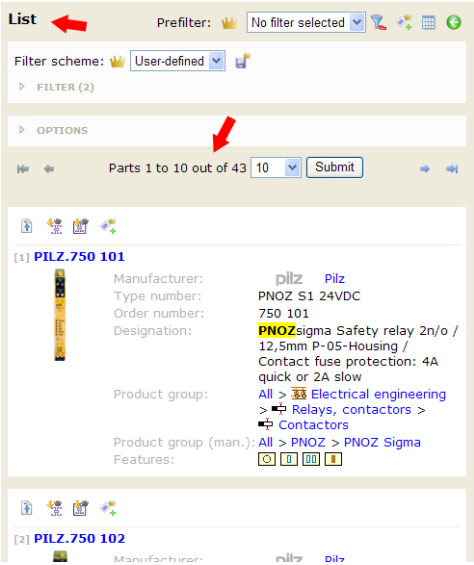 List
Prefilter: No filter selected
Filter scheme: User-defined
FILTER (2)
OPTIONS
Parts 1 to 10 out of 43 10 Submit
[1] PILZ.750 101
Manufacturer: pilz Pilz
Type number: PNOZ S1 24VDC
Order number: 750 101
Designation: PNOZsigma Safety relay 2n/o /
12,5mm P-05-Housing /
Contact fuse protection: 4A
quick or 2A slow
Product group: All > Electrical engineering
> Relays, contactors >
Contactors
Product group (man.): All > PNOZ > PNOZ Sigma
Features:
[2] PILZ.750 102
Manufacturer: pilz Pilz